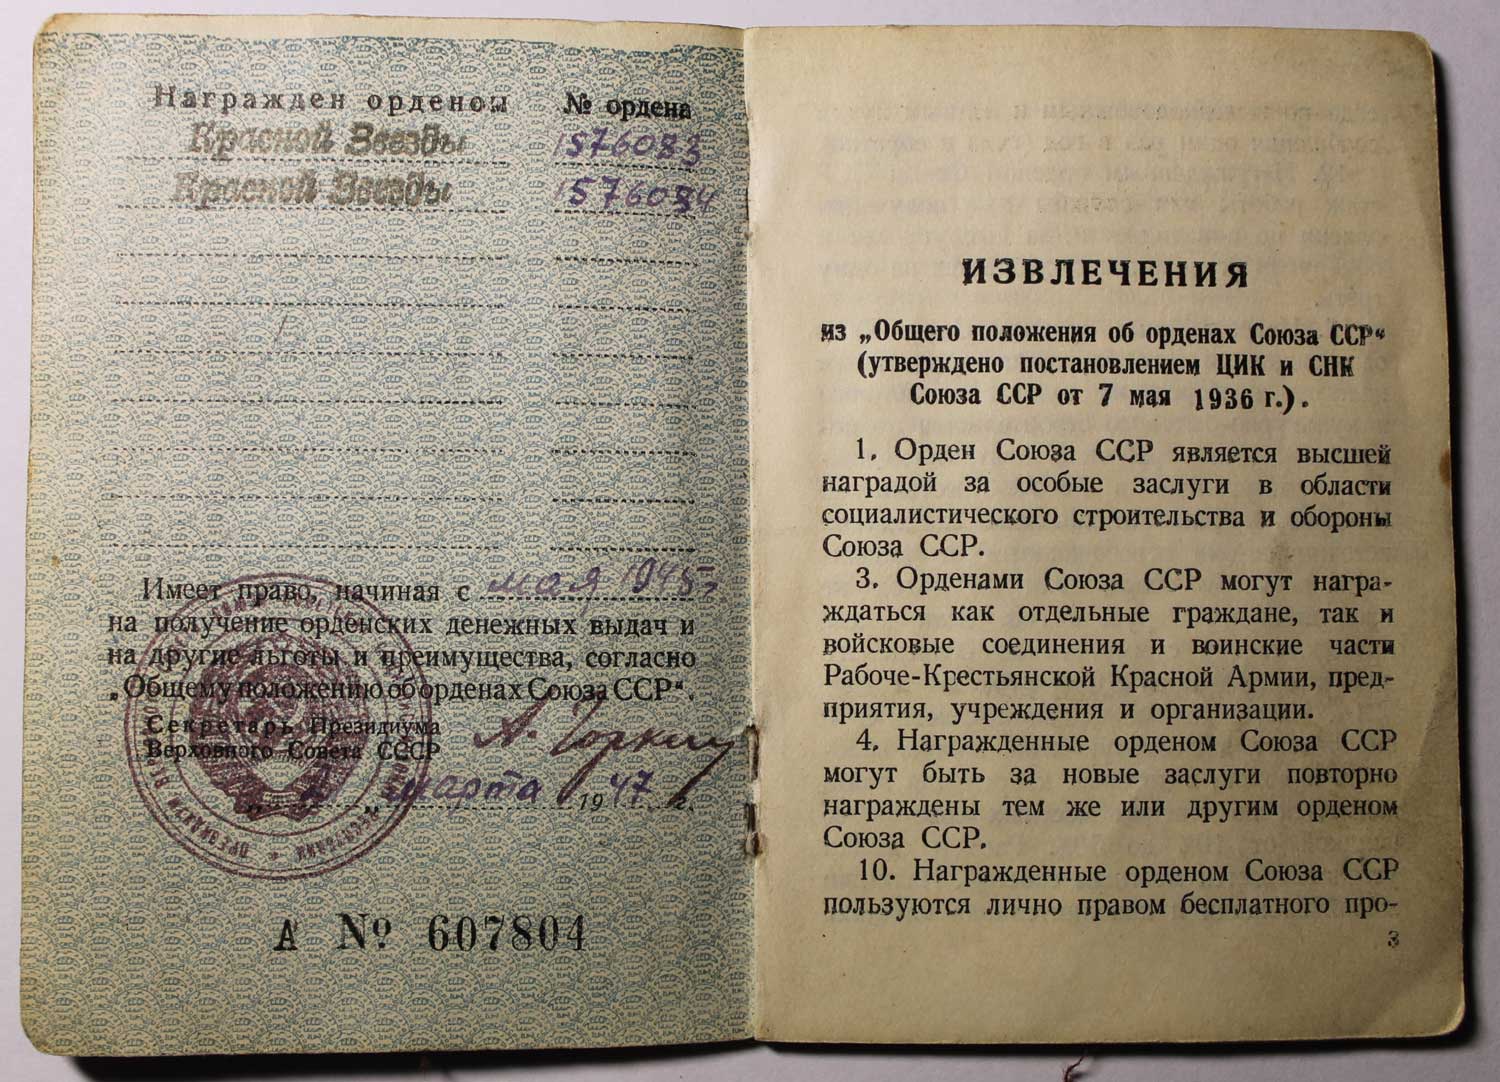 Награжден орденом № ордена
Красной Звезды 1576083
Красной Звезды 1576084
Имеет право, начиная с мая 1945 г.
на получение орденских денежных выдач и
на другие льготы и преимущества, согласно
„Общему положению об орденах Союза ССР“.
Секретарь Президиума
Верховного Совета СССР А. Горкин
марта 1947 г.
А № 607804
ИЗВЛЕЧЕНИЯ
из „Общего положения об орденах Союза ССР“
(утверждено постановлением ЦИК и СНК
Союза ССР от 7 мая 1936 г.).
1. Орден Союза ССР является высшей
наградой за особые заслуги в области
социалистического строительства и обороны
Союза ССР.
3. Орденами Союза ССР могут награ-
ждаться как отдельные граждане, так и
войсковые соединения и воинские части
Рабоче-Крестьянской Красной Армии, пред-
приятия, учреждения и организации.
4. Награжденные орденом Союза ССР
могут быть за новые заслуги повторно
награждены тем же или другим орденом
Союза ССР.
10. Награжденные орденом Союза ССР
пользуются лично правом бесплатного про-
3